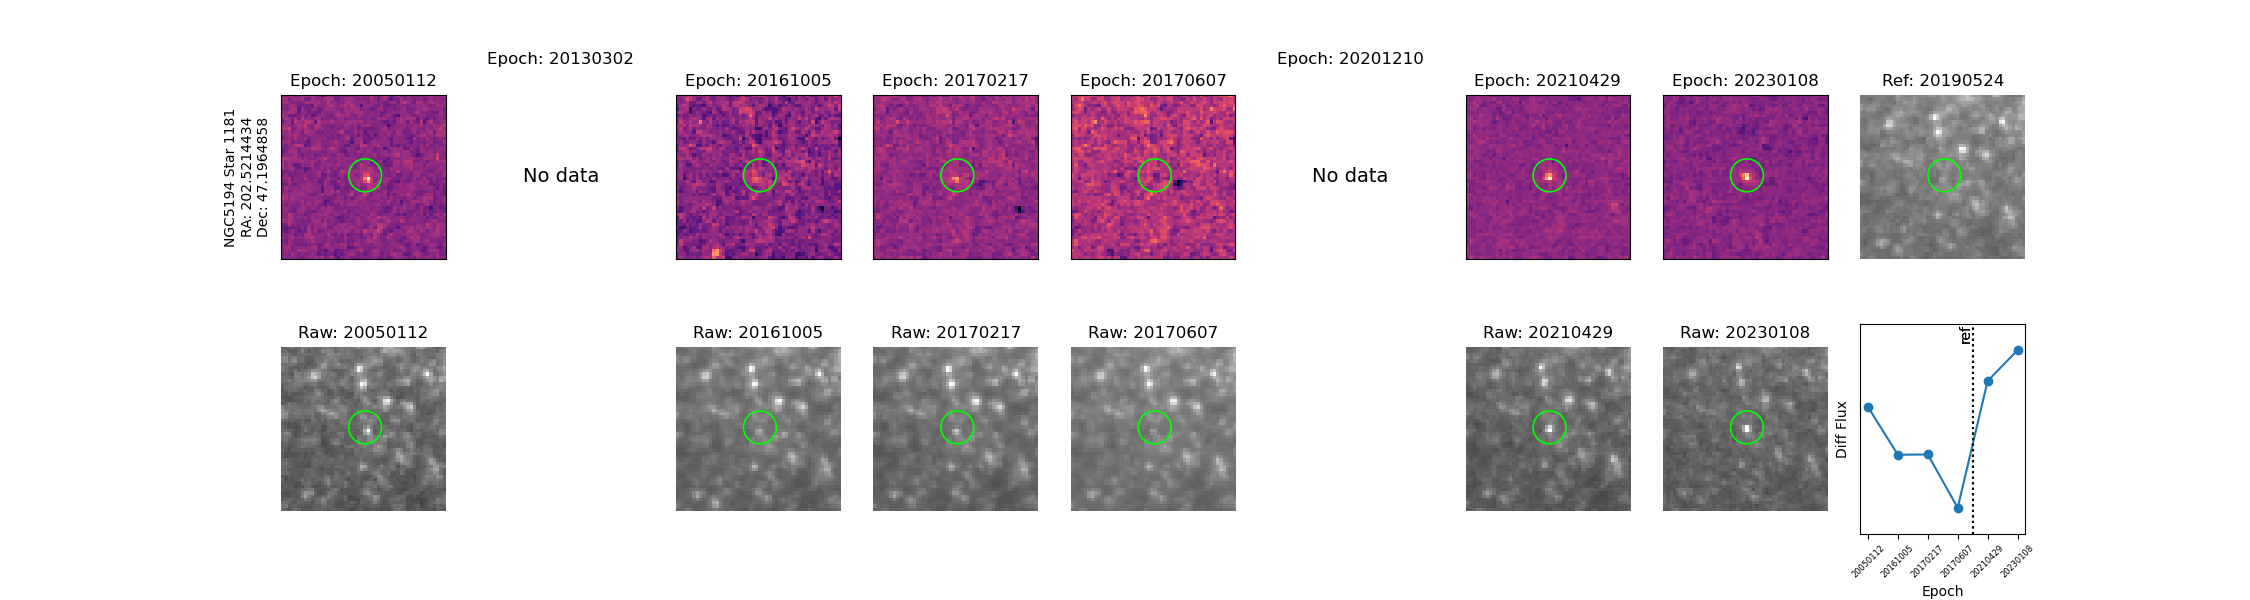 Epoch: 20130302
Epoch: 20201210
Epoch: 20050112
Epoch: 20161005
Epoch: 20170217
Epoch: 20170607
Epoch: 20210429
Epoch: 20230108
Ref: 20190524
NGC5194 Star 1181
RA: 202.5214434
Dec: 47.1964858
No data
No data
Raw: 20050112
Raw: 20161005
Raw: 20170217
Raw: 20170607
Raw: 20210429
Raw: 20230108
ref
Diff Flux
20050112
20161005
20170217
20170607
20210429
20230108
Epoch